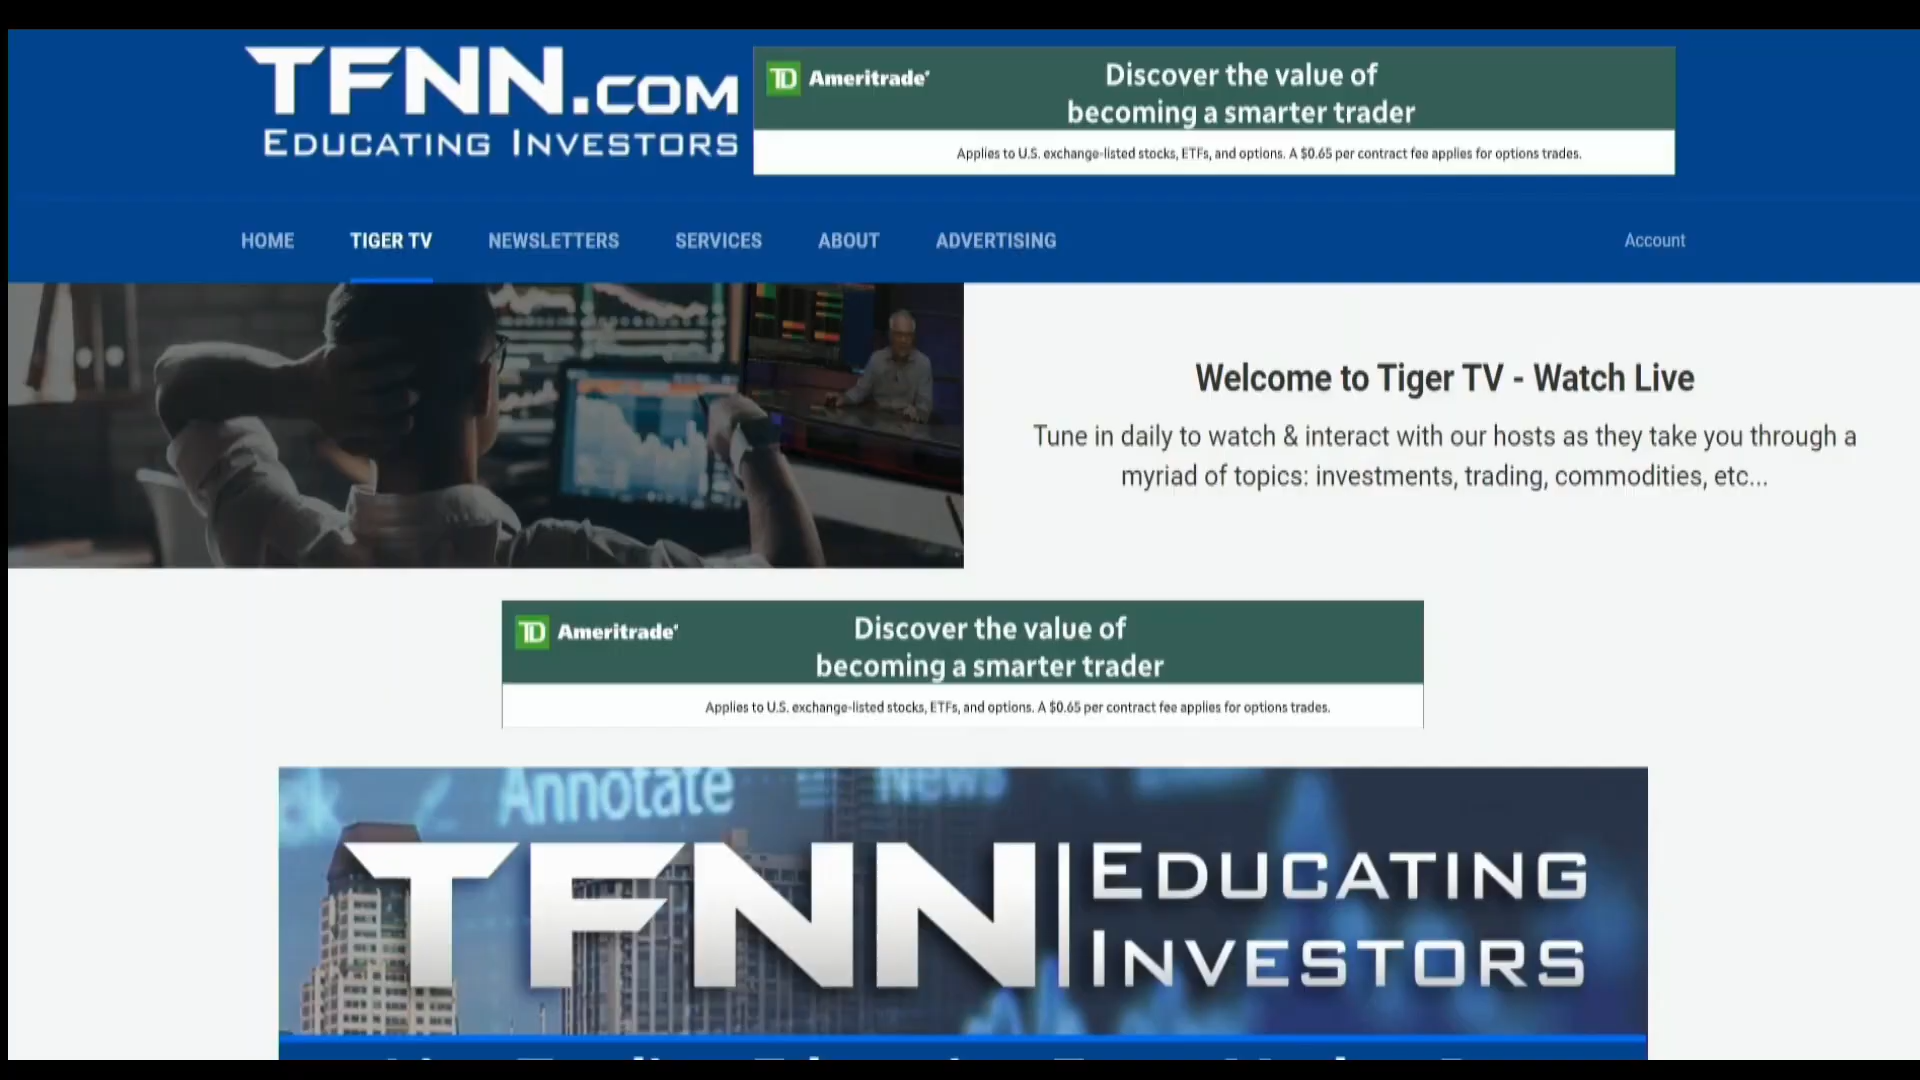 TFNN.COM
EDUCATING INVESTORS
TD Ameritrade
Discover the value of
becoming a smarter trader
Applies to U.S. exchange-listed stocks, ETFs, and options. A $0.65 per contract fee applies for options trades.
HOME TIGER TV NEWSLETTERS SERVICES ABOUT ADVERTISING Account
Welcome to Tiger TV - Watch Live
Tune in daily to watch & interact with our hosts as they take you through a
myriad of topics: investments, trading, commodities, etc...
TD Ameritrade
Discover the value of
becoming a smarter trader
Applies to U.S. exchange-listed stocks, ETFs, and options. A $0.65 per contract fee applies for options trades.
Annotate News
TFNN EDUCATING
INVESTORS